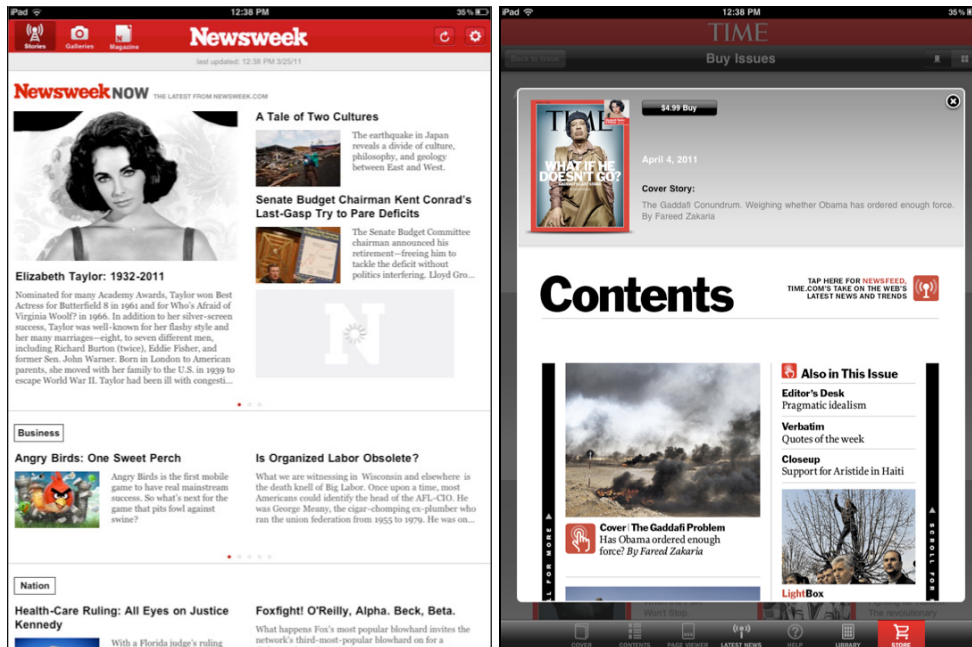 iPad
12:38 PM
35%
Stories
Galleries
Magazine
Newsweek
last updated: 12:38 PM 3/25/11
Newsweek NOW THE LATEST FROM NEWSWEEK.COM
Elizabeth Taylor: 1932-2011
Nominated for many Academy Awards, Taylor won Best
Actress for Butterfield 8 in 1961 and for Who's Afraid of
Virginia Woolf? in 1966. In addition to her silver-screen
success, Taylor was well-known for her flashy style and
her many marriages—eight, to seven different men,
including Richard Burton (twice), Eddie Fisher, and
former Sen. John Warner. Born in London to American
parents, she moved with her family to the U.S. in 1939 to
escape World War II. Taylor had been ill with congesti...
A Tale of Two Cultures
The earthquake in Japan
reveals a divide of culture,
philosophy, and geology
between East and West.
Senate Budget Chairman Kent Conrad's
Last-Gasp Try to Pare Deficits
The Senate Budget Committee
chairman announced his
retirement—freeing him to
tackle the deficit without
politics interfering. Lloyd Gro...
N
Business
Angry Birds: One Sweet Perch
Angry Birds is the first mobile
game to have real mainstream
success. So what's next for the
game that pits fowl against
swine?
Is Organized Labor Obsolete?
What we are witnessing in Wisconsin and elsewhere is
the death knell of Big Labor. Once upon a time, most
Americans could identify the head of the AFL-CIO. He
was George Meany, the cigar-chomping ex-plumber who
ran the union federation from 1955 to 1979. He was on...
Nation
Health-Care Ruling: All Eyes on Justice
Kennedy
With a Florida judge's ruling
Foxfight! O'Reilly, Alpha. Beck, Beta.
What happens Fox's most popular blowhard invites the
network's third-most-popular blowhard on for a
iPad
12:38 PM
35%
TIME
Back to Issue
Buy Issues
TIME
WHAT IF HE
DOESN'T GO?
$4.99 Buy
April 4, 2011
Cover Story:
The Gaddafi Conundrum. Weighing whether Obama has ordered enough force.
By Fareed Zakaria
Contents
TAP HERE FOR NEWSFEED,
TIME.COM'S TAKE ON THE WEB'S
LATEST NEWS AND TRENDS
LL FOR MORE
Cover | The Gaddafi Problem
Has Obama ordered enough
force? By Fareed Zakaria
Also in This Issue
Editor's Desk
Pragmatic idealism
Verbatim
Quotes of the week
Closeup
Support for Aristide in Haiti
LightBox
SCROLL FOR
Won't Stop.
The revolutionary
COVER
CONTENTS
PAGE VIEWER
LATEST NEWS
HELP
LIBRARY
STORE